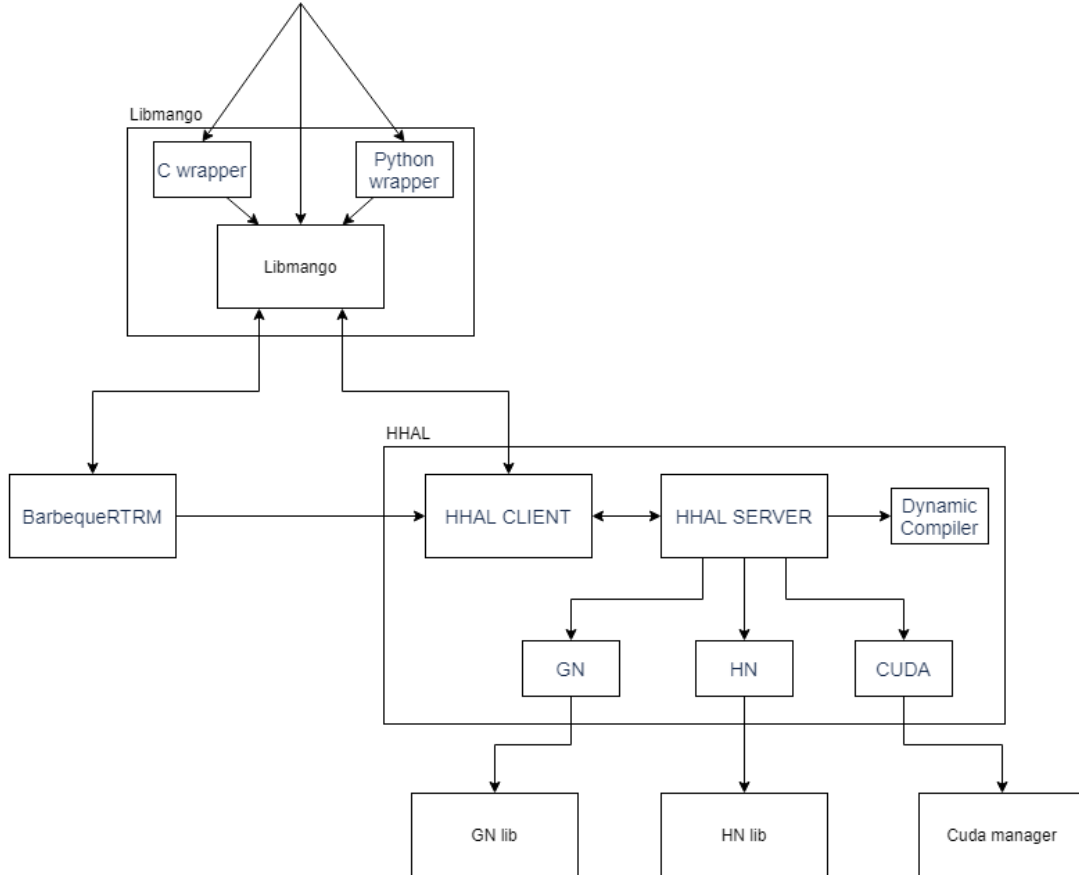 Libmango
C wrapper
Python
wrapper
Libmango
HHAL
BarbequeRTRM
HHAL CLIENT
HHAL SERVER
Dynamic
Compiler
GN
HN
CUDA
GN lib
HN lib
Cuda manager